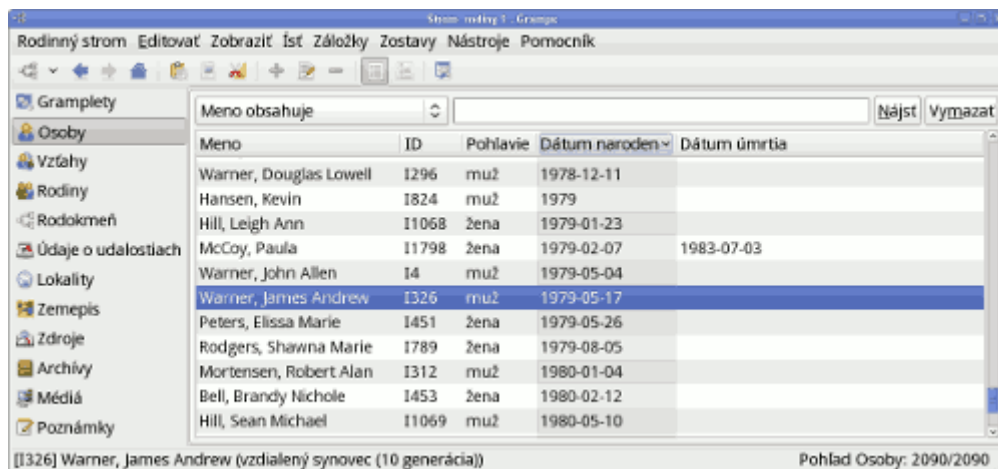 Strom rodiny 1 - Gramps
Rodinný strom Editovať Zobraziť Ísť Záložky Zostavy Nástroje Pomocník
Gramplety
Osoby
Vzťahy
Rodiny
Rodokmeň
Údaje o udalostiach
Lokality
Zemepis
Zdroje
Archívy
Médiá
Poznámky
Meno obsahuje Nájsť Vymazať
Meno ID Pohlavie Dátum naroden Dátum úmrtia
Warner, Douglas Lowell I296 muž 1978-12-11
Hansen, Kevin I824 muž 1979
Hill, Leigh Ann I1068 žena 1979-01-23
McCoy, Paula I1798 žena 1979-02-07 1983-07-03
Warner, John Allen I4 muž 1979-05-04
Warner, James Andrew I326 muž 1979-05-17
Peters, Elissa Marie I451 žena 1979-05-26
Rodgers, Shawna Marie I789 žena 1979-08-05
Mortensen, Robert Alan I312 muž 1980-01-04
Bell, Brandy Nichole I453 žena 1980-02-12
Hill, Sean Michael I1069 muž 1980-05-10
[I326] Warner, James Andrew (vzdialený synovec (10 generácia)) Pohľad Osoby: 2090/2090